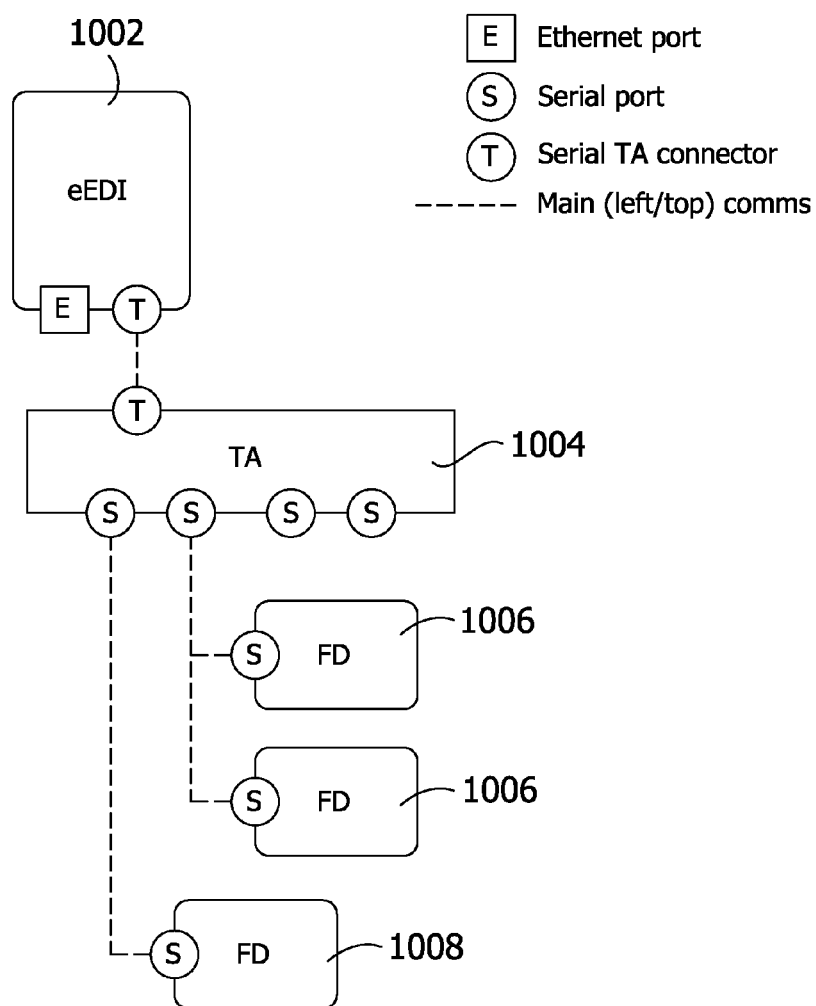 1002
E Ethernet port
S Serial port
T Serial TA connector
Main (left/top) comms
eEDI
E T
T
TA
1004
S S S S
1006
S FD
1006
S FD
1008
S FD